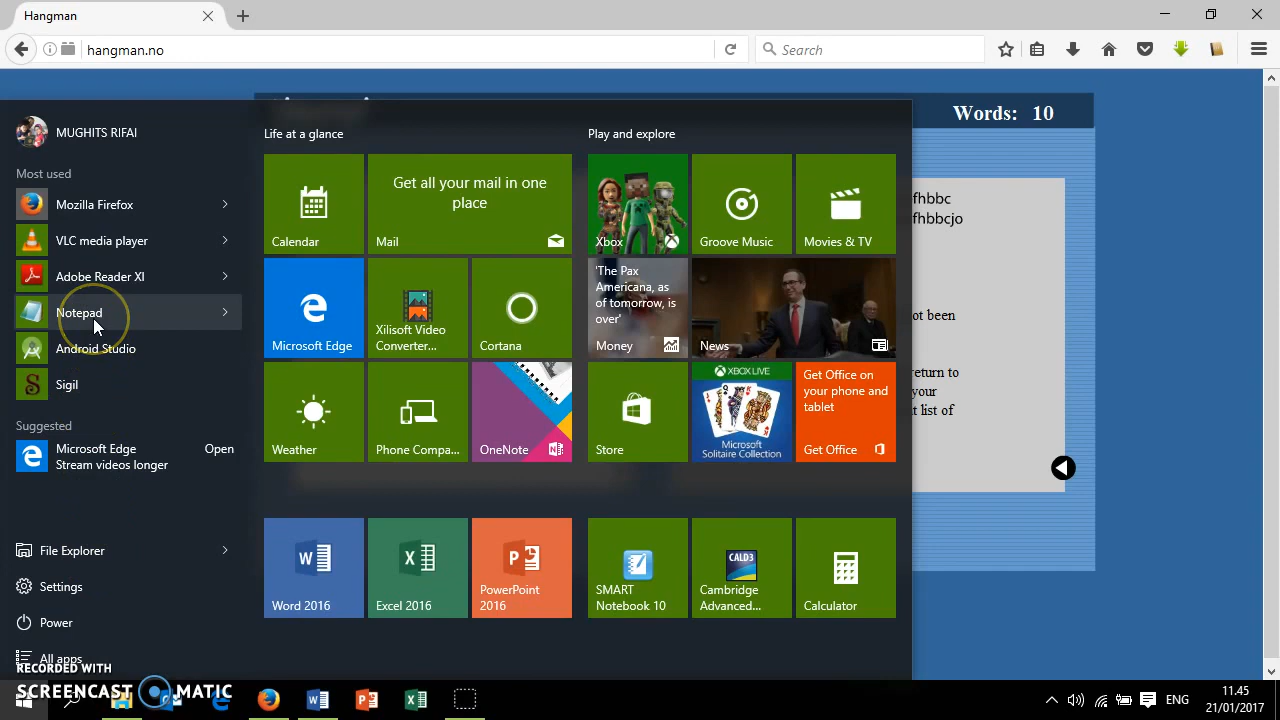 Hangman
hangman.no
Search
Words: 10
fhbbc
fhbbcjo
ot been
return to
your
t list of
MUGHITS RIFAI
Most used
Mozilla Firefox
VLC media player
Adobe Reader XI
Notepad
Android Studio
Sigil
Suggested
Microsoft Edge
Stream videos longer
Open
File Explorer
Settings
Power
All apps
Life at a glance
Calendar
Get all your mail in one
place
Mail
Microsoft Edge
Xilisoft Video
Converter...
Cortana
Weather
Phone Compa...
OneNote
Word 2016
Excel 2016
PowerPoint
2016
Play and explore
Xbox
Groove Music
Movies & TV
'The Pax
Americana, as
of tomorrow, is
over'
Money
News
Store
XBOX LIVE
Microsoft
Solitaire Collection
Get Office on
your phone and
tablet
Get Office
SMART
Notebook 10
CALD3
Cambridge
Advanced...
Calculator
RECORDED WITH
SCREENCAST MATIC
ENG
11.45
21/01/2017